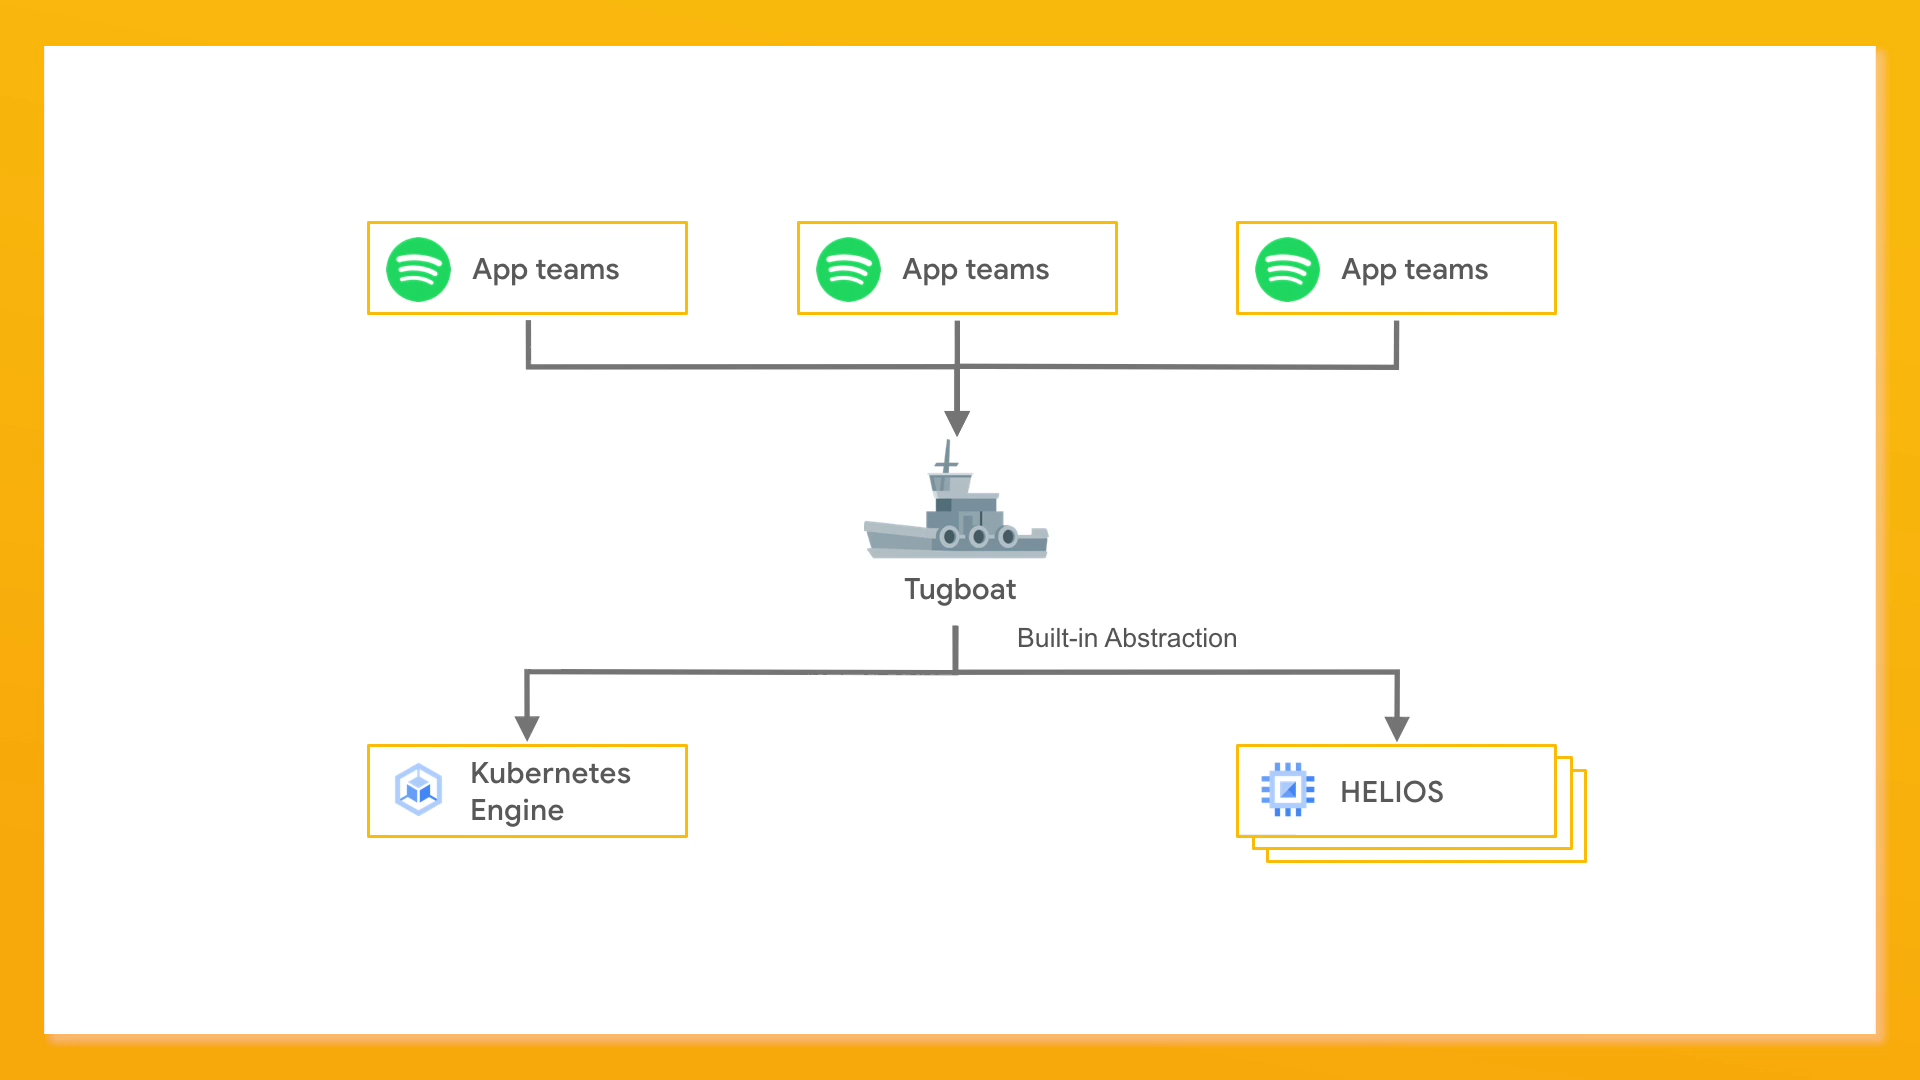 App teams
App teams
App teams
Tugboat
Built-in Abstraction
Kubernetes
Engine
HELIOS